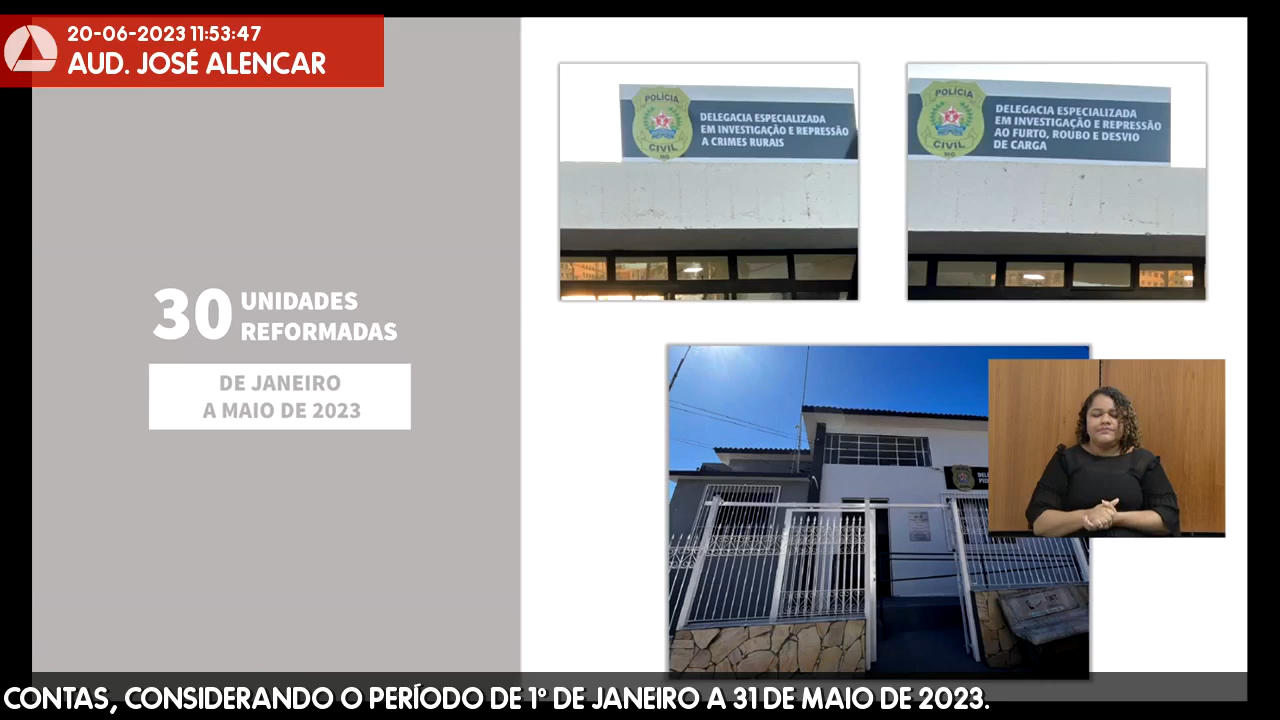 20-06-2023 11:53:47
AUD. JOSÉ ALENCAR
POLÍCIA
CIVIL
MG
DELEGACIA ESPECIALIZADA
EM INVESTIGAÇÃO E REPRESSÃO
A CRIMES RURAIS
POLÍCIA
CIVIL
MG
DELEGACIA ESPECIALIZADA
EM INVESTIGAÇÃO E REPRESSÃO
AO FURTO, ROUBO E DESVIO
DE CARGA
30 UNIDADES
REFORMADAS
DE JANEIRO
A MAIO DE 2023
CONTAS, CONSIDERANDO O PERÍODO DE 1º DE JANEIRO A 31 DE MAIO DE 2023.